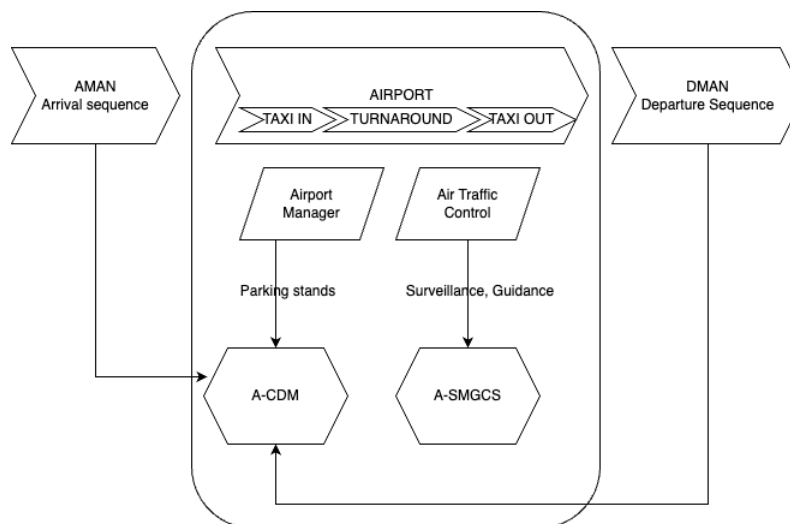 AMAN
Arrival sequence
AIRPORT
TAXI IN
TURNAROUND
TAXI OUT
DMAN
Departure Sequence
Airport
Manager
Air Traffic
Control
Parking stands
Surveillance, Guidance
A-CDM
A-SMGCS